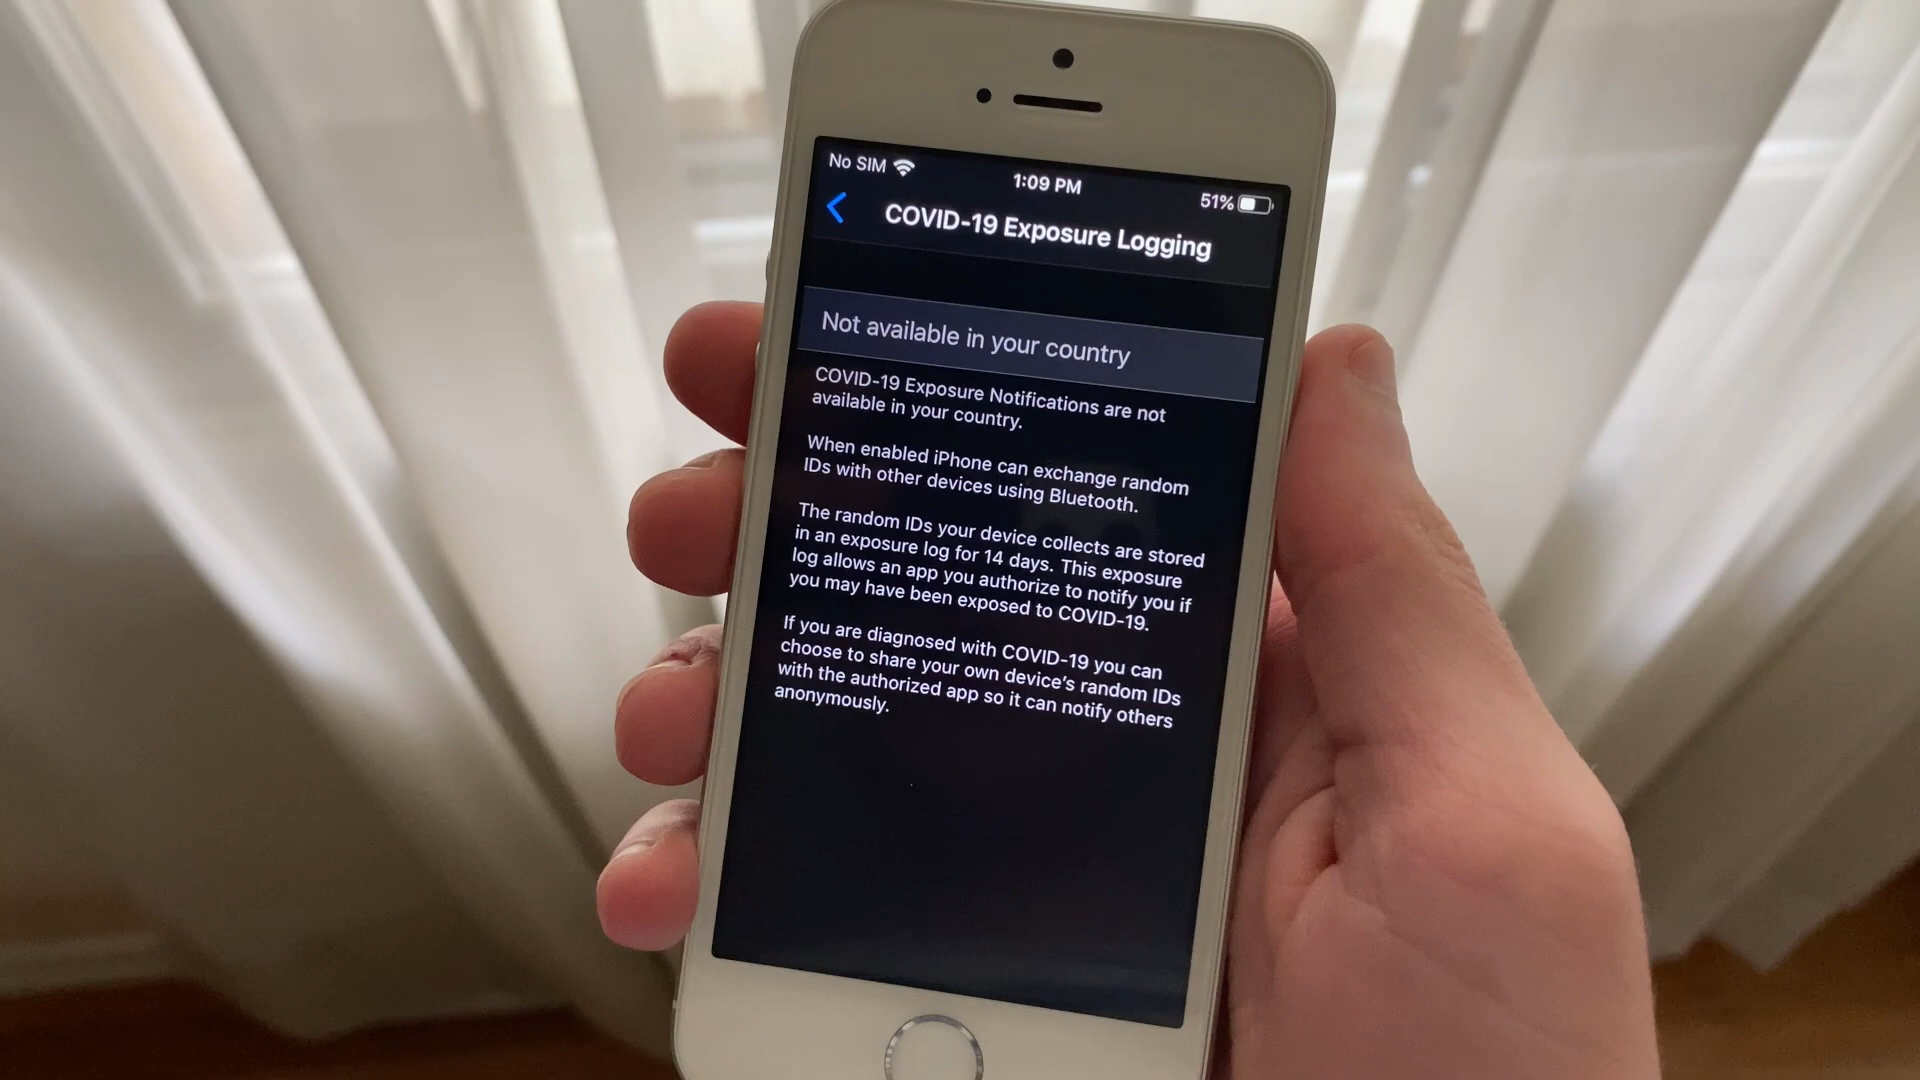 No SIM 1:09 PM 51%
COVID-19 Exposure Logging
Not available in your country
COVID-19 Exposure Notifications are not
available in your country.
When enabled iPhone can exchange random
IDs with other devices using Bluetooth.
The random IDs your device collects are stored
in an exposure log for 14 days. This exposure
log allows an app you authorize to notify you if
you may have been exposed to COVID-19.
If you are diagnosed with COVID-19 you can
choose to share your own device’s random IDs
with the authorized app so it can notify others
anonymously.